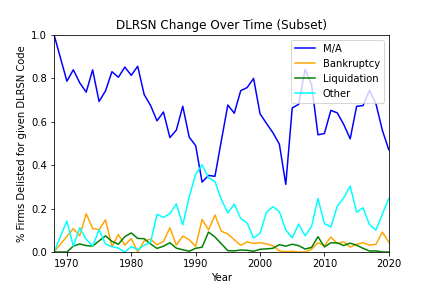 DLRSN Change Over Time (Subset)
% Firms Delisted for given DLRSN Code
1.0
0.8
0.6
0.4
0.2
0.0
M/A
Bankruptcy
Liquidation
Other
1970
1980
1990
2000
2010
2020
Year